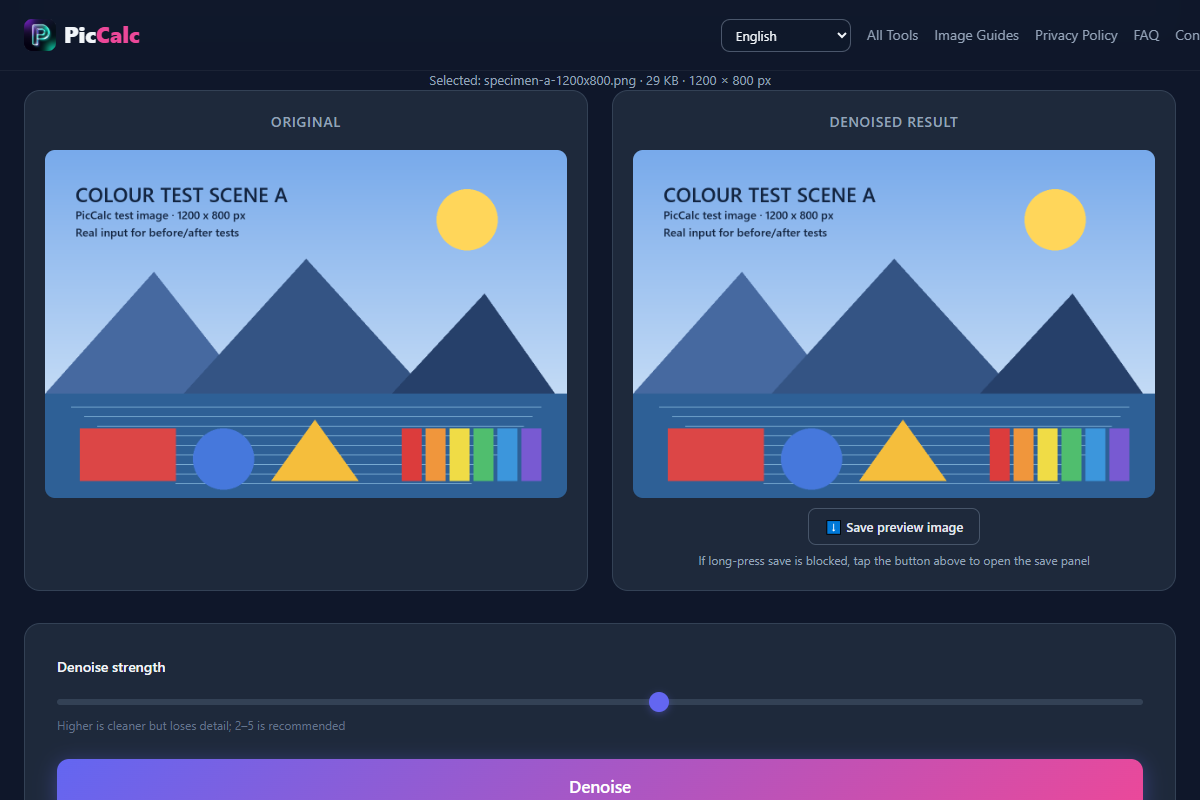 PicCalc
English
All Tools
Image Guides
Privacy Policy
FAQ
Con
Selected: specimen-a-1200x800.png · 29 KB · 1200 × 800 px
ORIGINAL
COLOUR TEST SCENE A
PicCalc test image · 1200 x 800 px
Real input for before/after tests
DENOISED RESULT
COLOUR TEST SCENE A
PicCalc test image · 1200 x 800 px
Real input for before/after tests
Save preview image
If long-press save is blocked, tap the button above to open the save panel
Denoise strength
Higher is cleaner but loses detail; 2–5 is recommended
Denoise